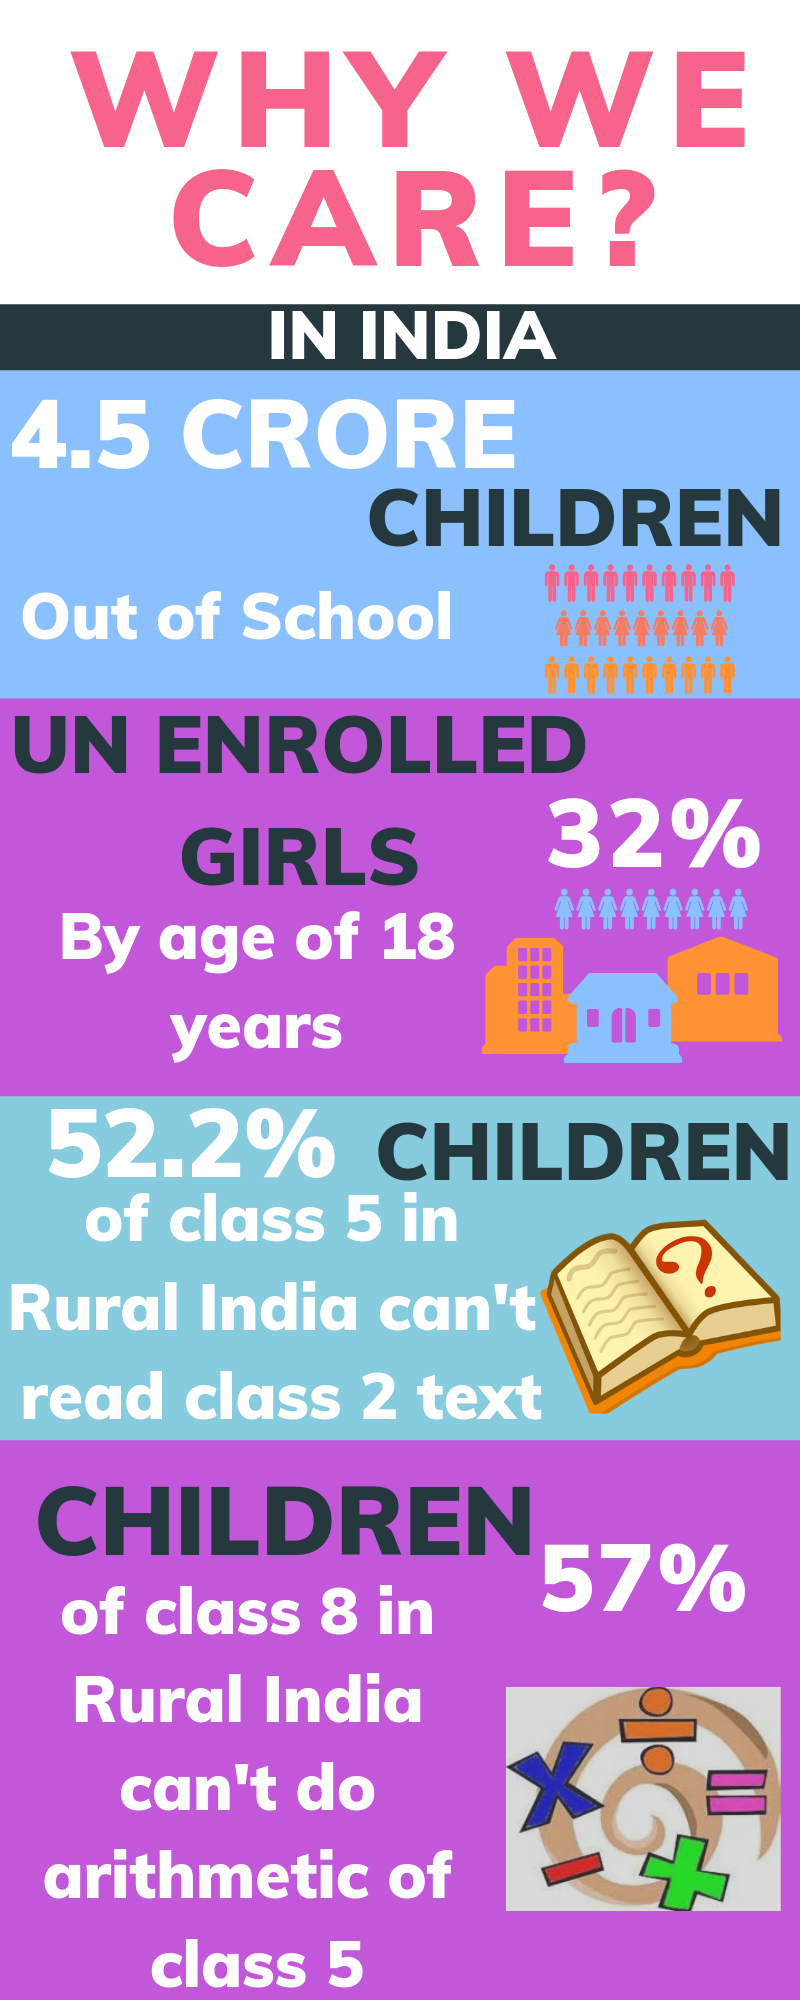 WHY WE
CARE?
IN INDIA
4.5 CRORE
CHILDREN
Out of School
UN ENROLLED
GIRLS
32%
By age of 18
years
52.2% CHILDREN
of class 5 in
Rural India can't
read class 2 text
?
CHILDREN
57%
of class 8 in
Rural India
can't do
arithmetic of
class 5